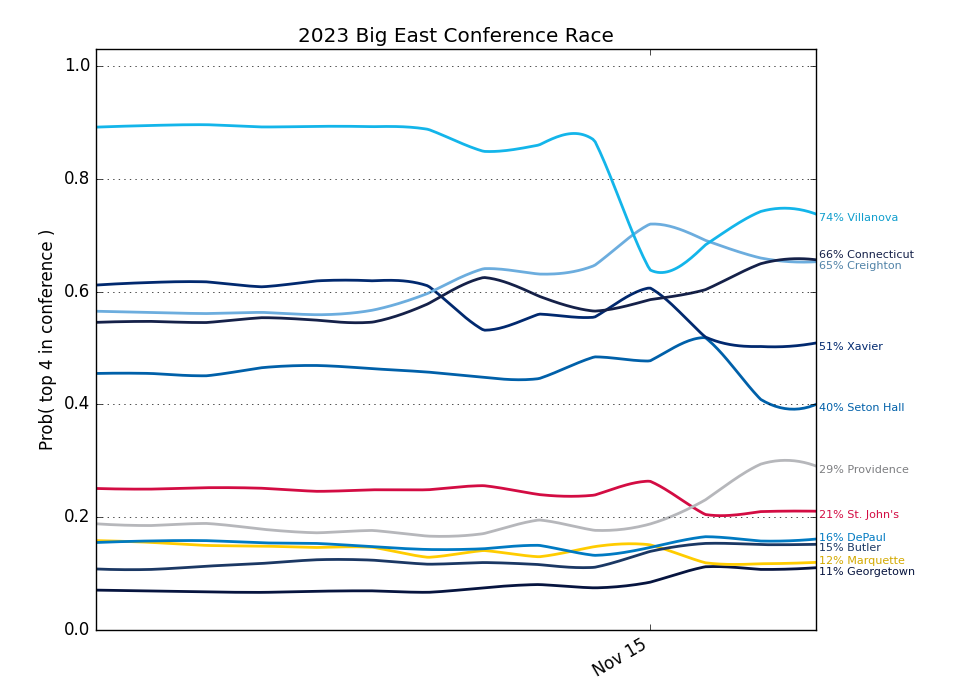 2023 Big East Conference Race
Prob( top 4 in conference )
1.0
0.8
0.6
0.4
0.2
0.0
Nov 15
74% Villanova
66% Connecticut
65% Creighton
51% Xavier
40% Seton Hall
29% Providence
21% St. John's
16% DePaul
15% Butler
12% Marquette
11% Georgetown